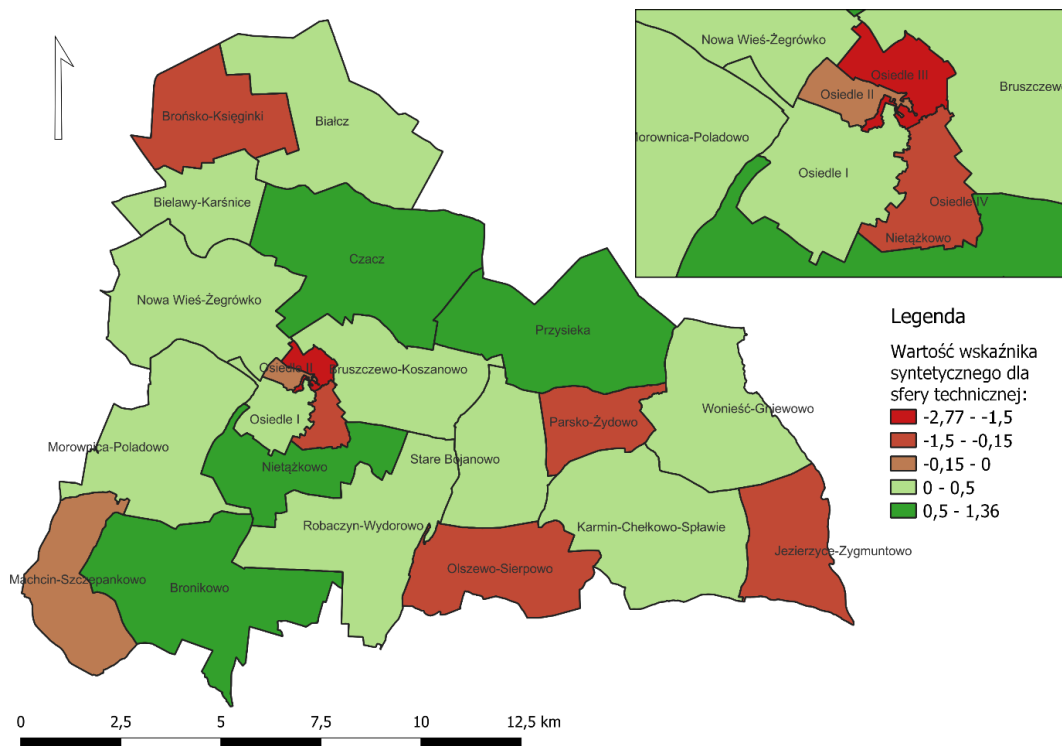 Brońsko-Księginki
Białcz
Bielawy-Karśnice
Czacz
Nowa Wieś-Żegrówko
Przysieka
Osiedle II
Bruszczewo-Koszanowo
Osiedle I
Wonieść-Gniewowo
Parsko-Żydowo
Morownica-Poladowo
Stare Bojanowo
Nietążkowo
Robaczyn-Wydorowo
Karmin-Chełkowo-Spławie
Jezierzyce-Zygmuntowo
Olszewo-Sierpowo
Machcin-Szczepankowo
Bronikowo
0 2,5 5 7,5 10 12,5 km
Nowa Wieś-Żegrówko
Osiedle III
Osiedle II
Bruszczewo
Morownica-Poladowo
Osiedle I
Osiedle IV
Nietążkowo
Legenda
Wartość wskaźnika
syntetycznego dla
sfery technicznej:
-2,77 - -1,5
-1,5 - -0,15
-0,15 - 0
0 - 0,5
0,5 - 1,36